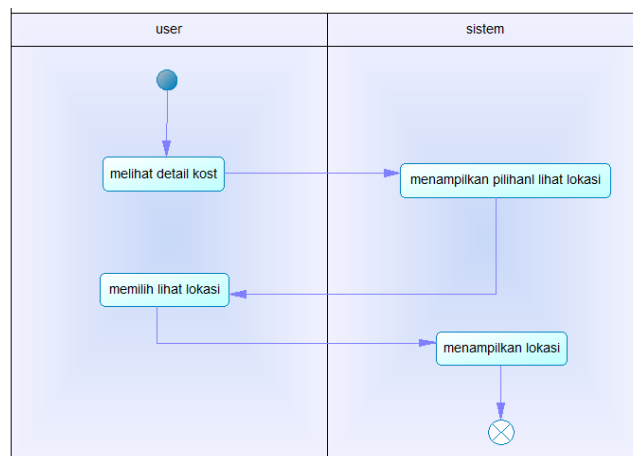 user
sistem
melihat detail kost
menampilkan pilihanl lihat lokasi
memilih lihat lokasi
menampilkan lokasi